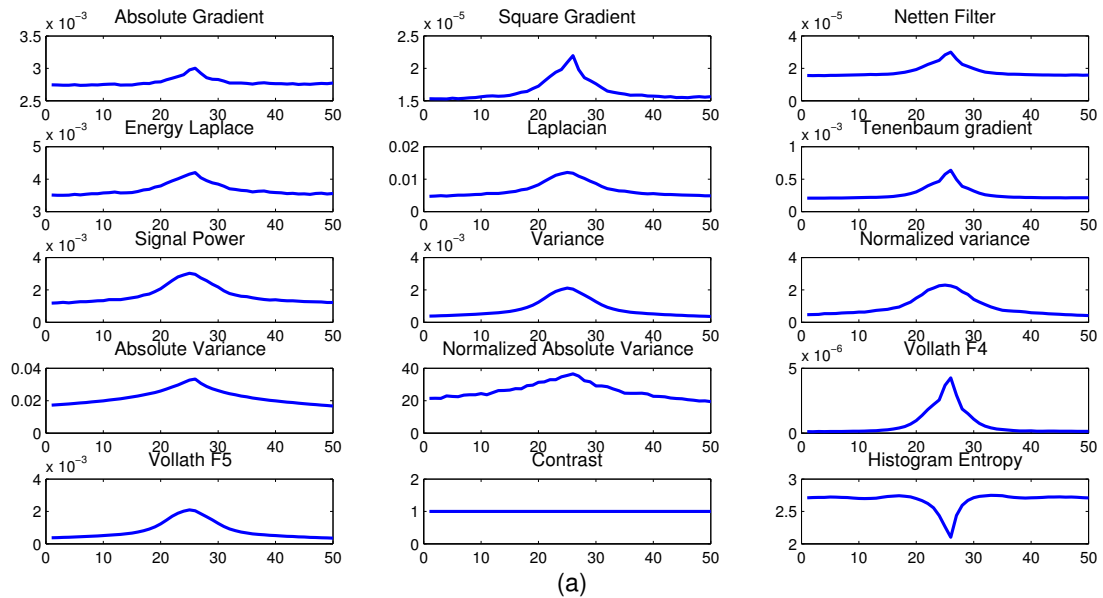 Absolute Gradient
x 10⁻³
3.5
3
2.5
0 10 20 30 40 50
Square Gradient
x 10⁻⁵
2.5
2
1.5
0 10 20 30 40 50
Netten Filter
x 10⁻⁵
4
2
0
0 10 20 30 40 50
Energy Laplace
x 10⁻³
5
4
3
0 10 20 30 40 50
Laplacian
0.02
0.01
0
0 10 20 30 40 50
Tenenbaum gradient
x 10⁻³
1
0.5
0
0 10 20 30 40 50
Signal Power
x 10⁻³
4
2
0
0 10 20 30 40 50
Variance
x 10⁻³
4
2
0
0 10 20 30 40 50
Normalized variance
4
2
0
0 10 20 30 40 50
Absolute Variance
0.04
0.02
0
0 10 20 30 40 50
Normalized Absolute Variance
40
20
0
0 10 20 30 40 50
Vollath F4
x 10⁻⁶
5
0
0 10 20 30 40 50
Vollath F5
x 10⁻³
4
2
0
0 10 20 30 40 50
Contrast
2
1
0
0 10 20 30 40 50
Histogram Entropy
3
2.5
2
0 10 20 30 40 50
(a)